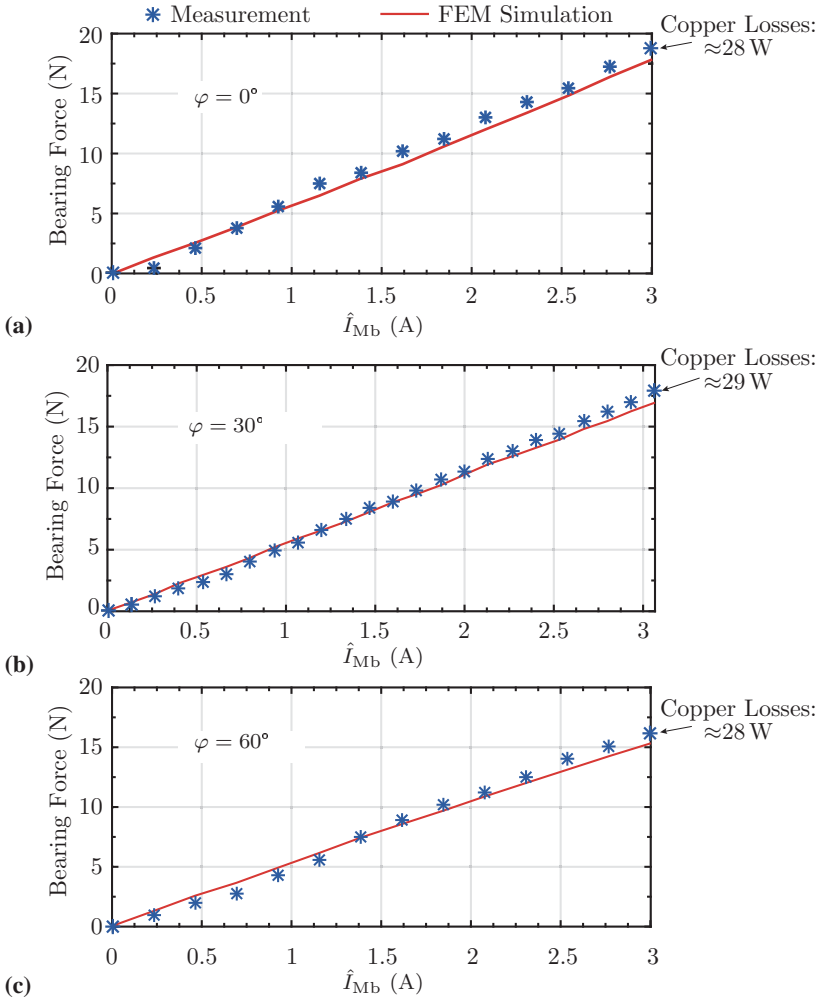 Measurement FEM Simulation
Copper Losses:
≈28 W
20
15
10
5
0
Bearing Force (N)
φ = 0°
0 0.5 1 1.5 2 2.5 3
Î_Mb (A)
(a)
Copper Losses:
≈29 W
20
15
10
5
0
Bearing Force (N)
φ = 30°
0 0.5 1 1.5 2 2.5 3
Î_Mb (A)
(b)
Copper Losses:
≈28 W
20
15
10
5
0
Bearing Force (N)
φ = 60°
0 0.5 1 1.5 2 2.5 3
Î_Mb (A)
(c)